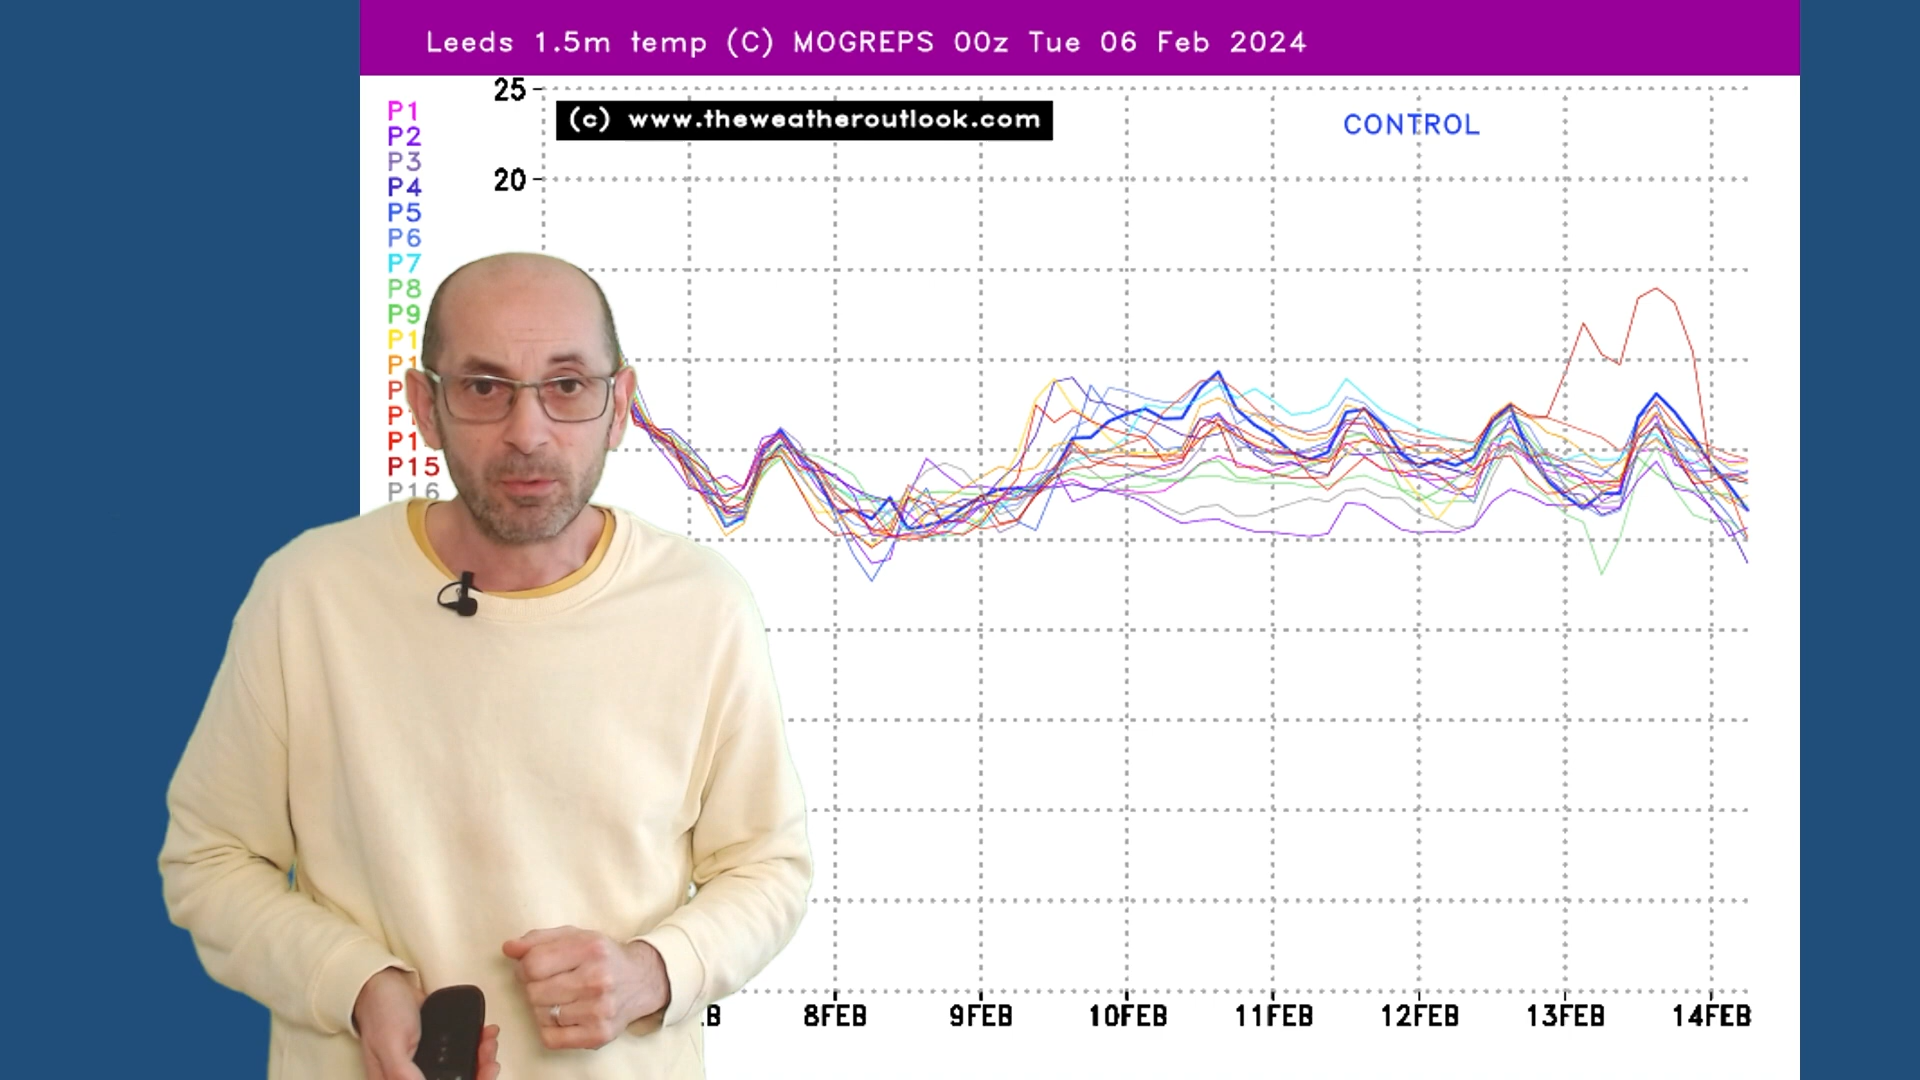 Leeds 1.5m temp (C) MOGREPS 00z Tue 06 Feb 2024
25
(c) www.theweatheroutlook.com
CONTROL
20
P1
P2
P3
P4
P5
P6
P7
P8
P9
P15
P16
8FEB
9FEB
10FEB
11FEB
12FEB
13FEB
14FEB